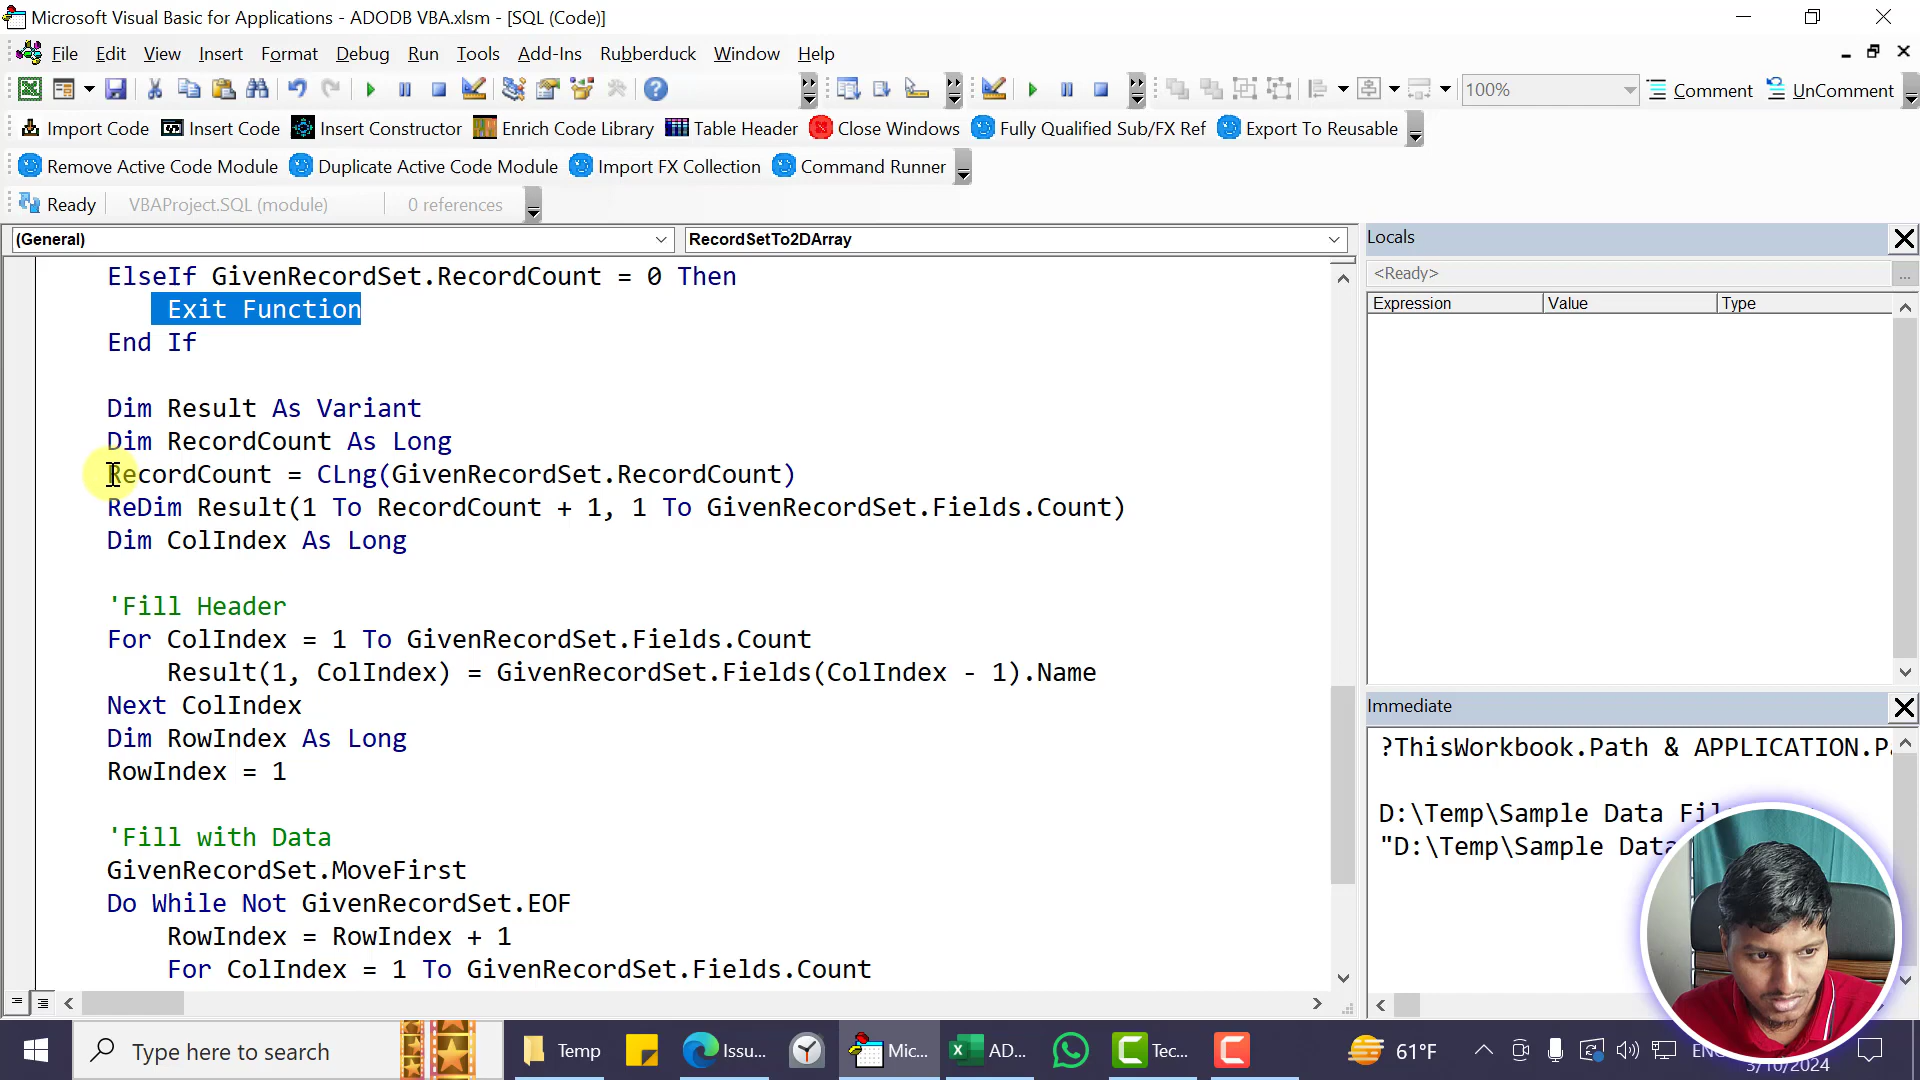 Microsoft Visual Basic for Applications - ADODB VBA.xlsm - [SQL (Code)]
File Edit View Insert Format Debug Run Tools Add-Ins Rubberduck Window Help
100% Comment UnComment
Import Code Insert Code Insert Constructor Enrich Code Library Table Header Close Windows Fully Qualified Sub/FX Ref Export To Reusable
Remove Active Code Module Duplicate Active Code Module Import FX Collection Command Runner
Ready VBAProject.SQL (module) 0 references
(General) RecordSetTo2DArray
ElseIf GivenRecordSet.RecordCount = 0 Then
Exit Function
End If
Dim Result As Variant
Dim RecordCount As Long
RecordCount = CLng(GivenRecordSet.RecordCount)
ReDim Result(1 To RecordCount + 1, 1 To GivenRecordSet.Fields.Count)
Dim ColIndex As Long
'Fill Header
For ColIndex = 1 To GivenRecordSet.Fields.Count
Result(1, ColIndex) = GivenRecordSet.Fields(ColIndex - 1).Name
Next ColIndex
Dim RowIndex As Long
RowIndex = 1
'Fill with Data
GivenRecordSet.MoveFirst
Do While Not GivenRecordSet.EOF
RowIndex = RowIndex + 1
For ColIndex = 1 To GivenRecordSet.Fields.Count
Locals
<Ready> ...
Expression Value Type
Immediate
?ThisWorkbook.Path & APPLICATION.P
D:\Temp\Sample Data Fil
"D:\Temp\Sample Data
Type here to search Temp Issu... Mic... AD... Tec... 61°F
3/10/2024